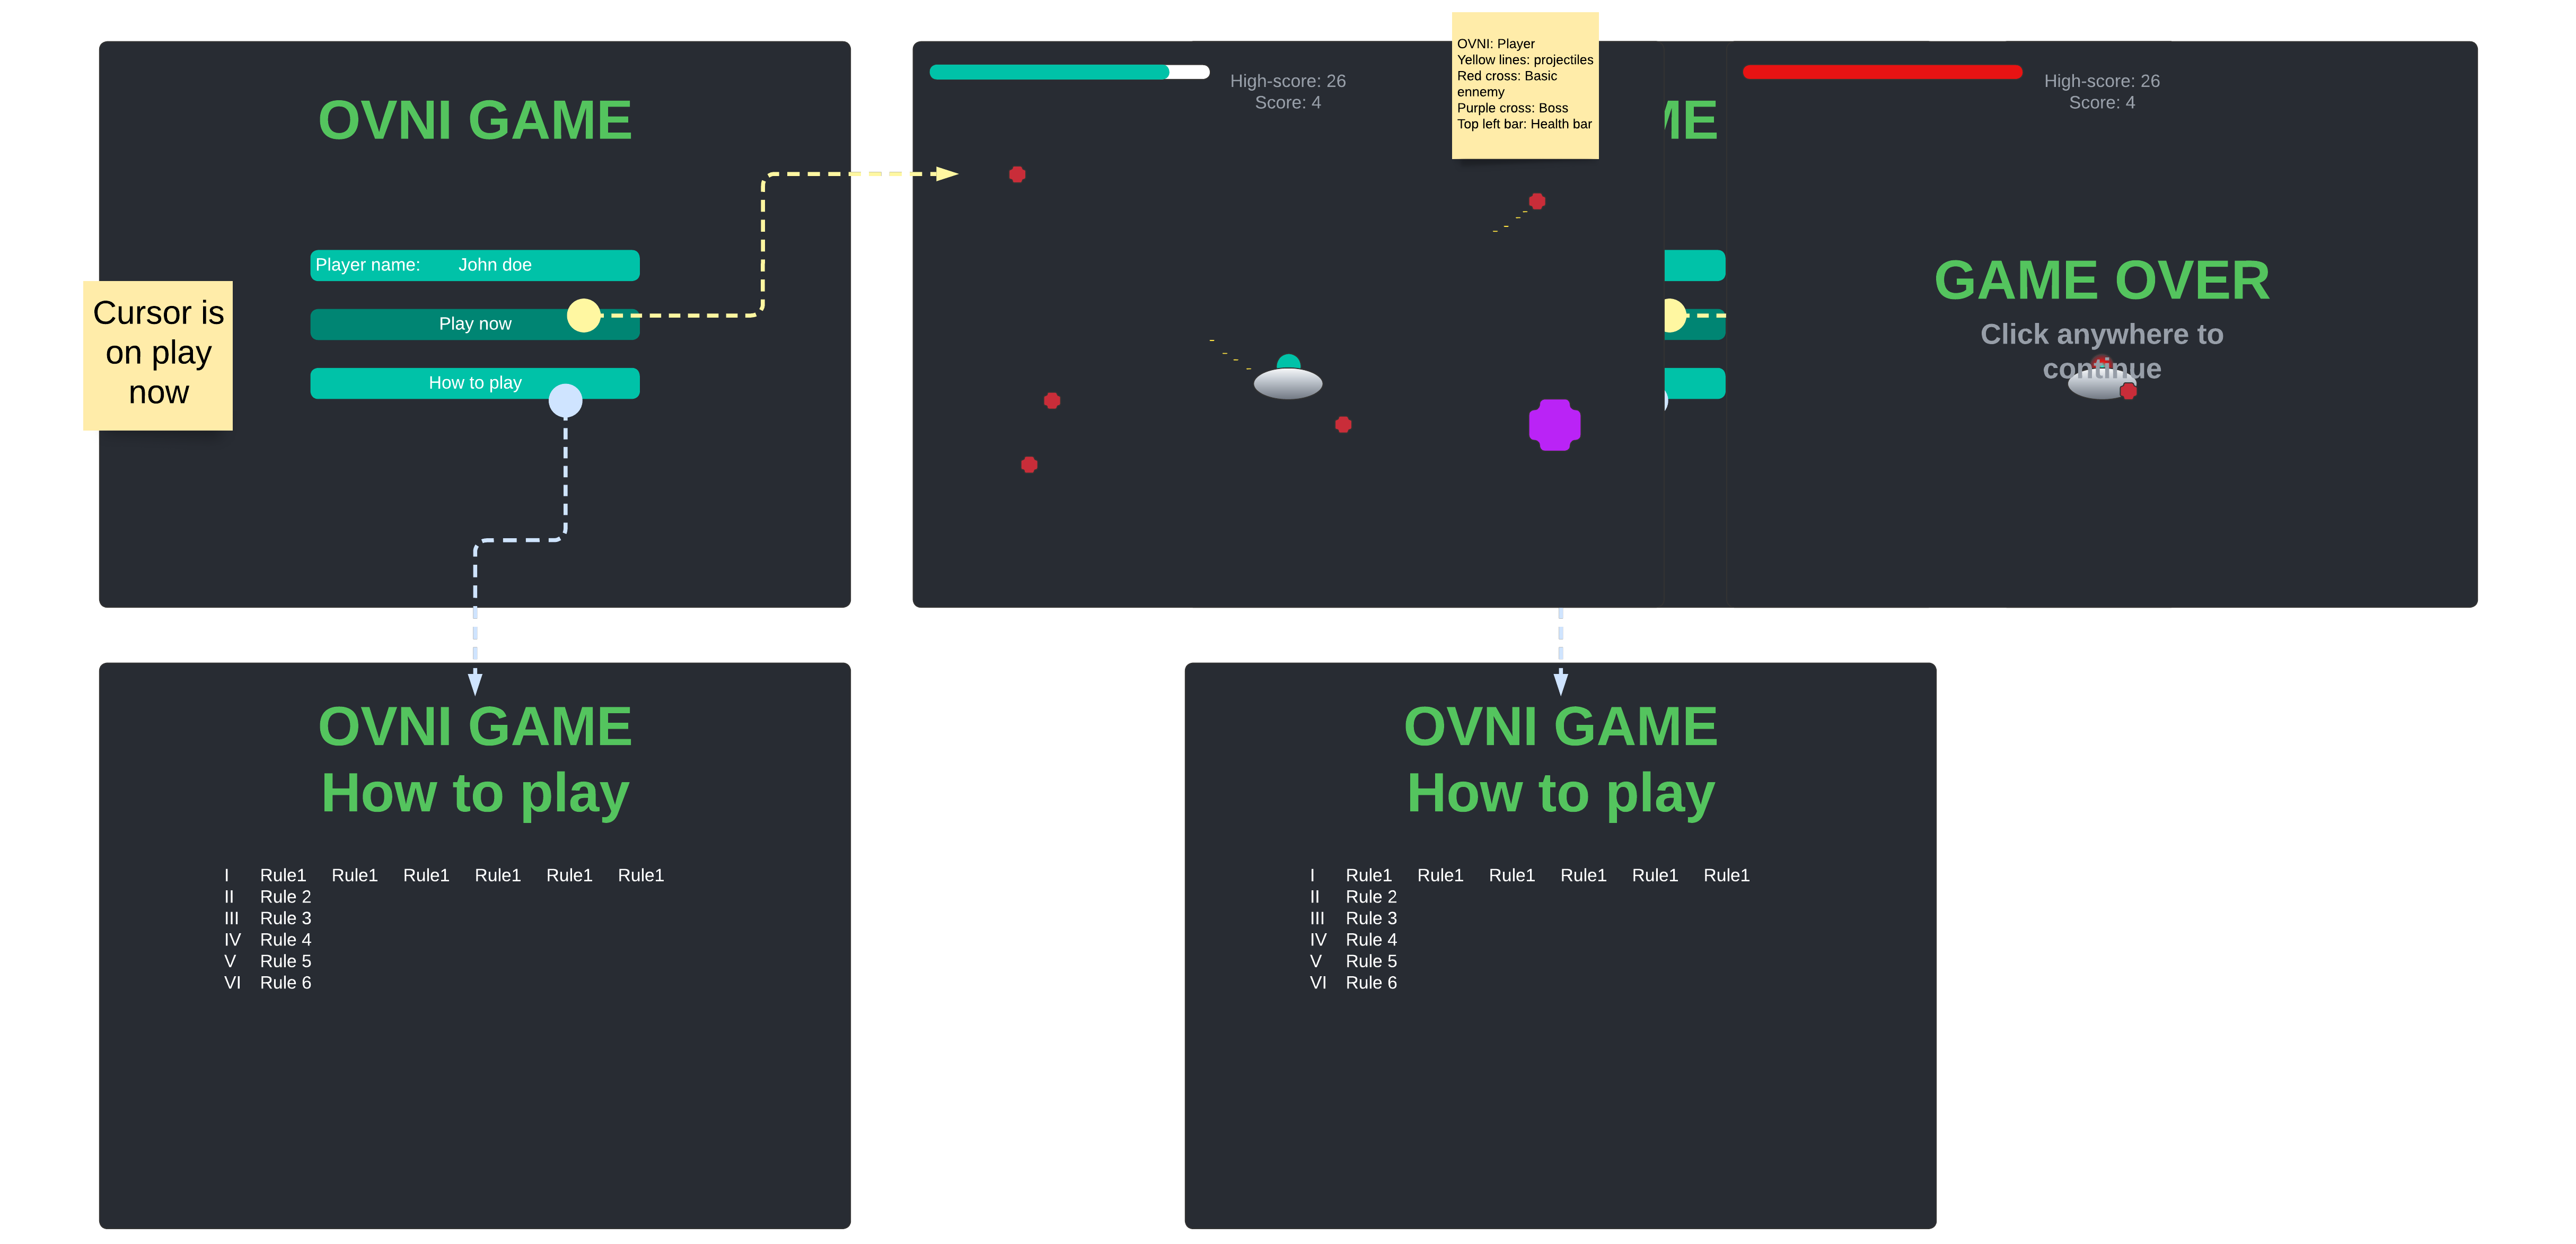 OVNI GAME
Player name: John doe
Play now
How to play
Cursor is
on play
now
High-score: 26
Score: 4
OVNI: Player
Yellow lines: projectiles
Red cross: Basic
ennemy
Purple cross: Boss
Top left bar: Health bar
ME
High-score: 26
Score: 4
GAME OVER
Click anywhere to
continue
OVNI GAME
How to play
I Rule1 Rule1 Rule1 Rule1 Rule1 Rule1
II Rule 2
III Rule 3
IV Rule 4
V Rule 5
VI Rule 6
OVNI GAME
How to play
I Rule1 Rule1 Rule1 Rule1 Rule1 Rule1
II Rule 2
III Rule 3
IV Rule 4
V Rule 5
VI Rule 6